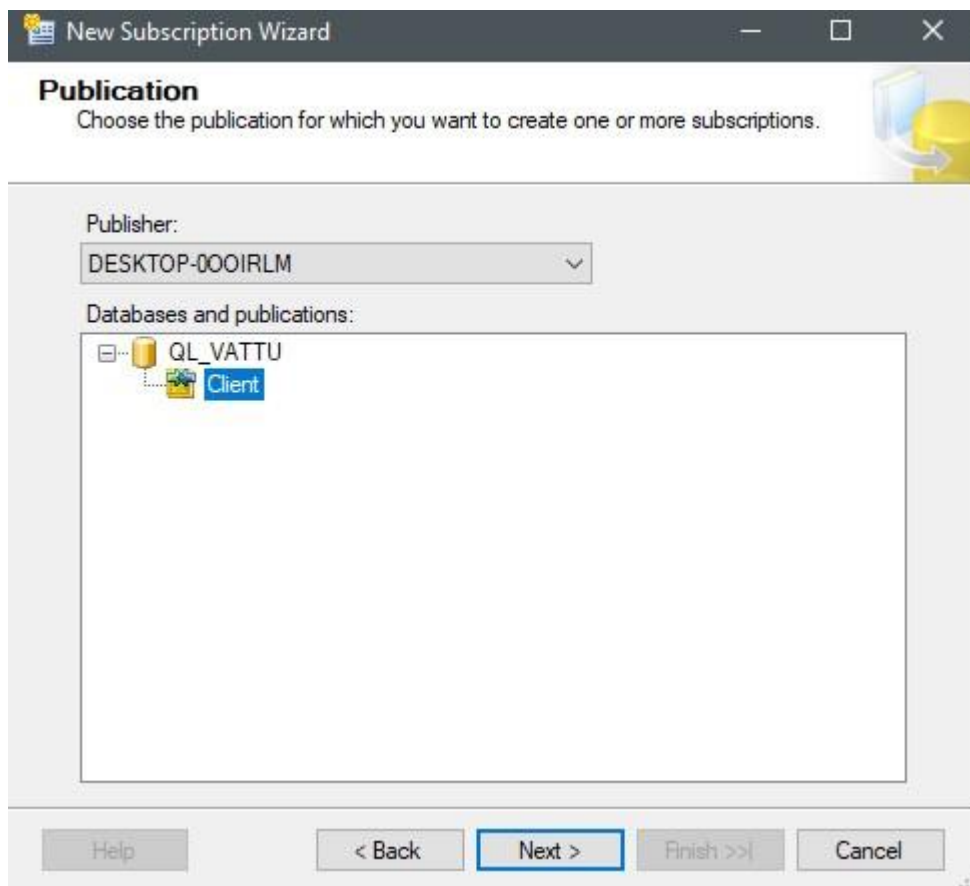 New Subscription Wizard
Publication
Choose the publication for which you want to create one or more subscriptions.
Publisher:
DESKTOP-0OOIRLM
Databases and publications:
QL_VATTU
Client
Help
< Back
Next >
Finish >>|
Cancel